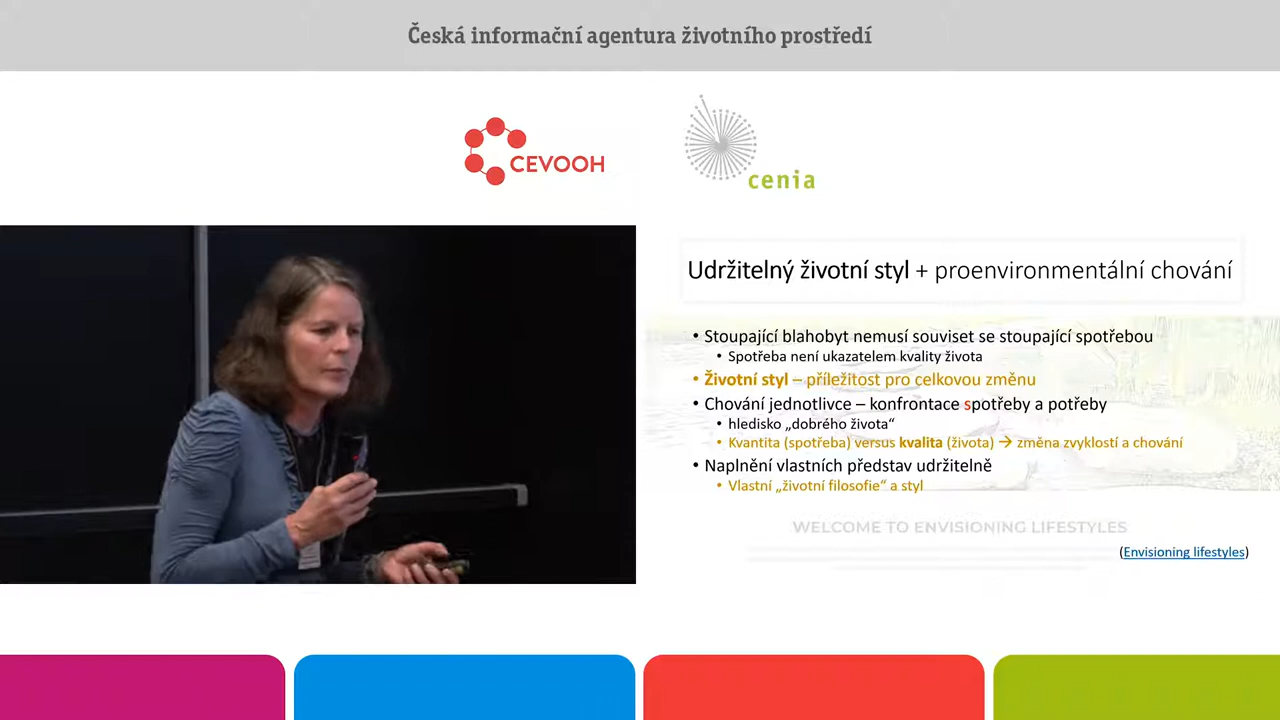 Česká informační agentura životního prostředí
CEVOOH
cenia
Udržitelný životní styl + proenvironmentální chování
• Stoupající blahobyt nemusí souviset se stoupající spotřebou
• Spotřeba není ukazatelem kvality života
• Životní styl – příležitost pro celkovou změnu
• Chování jednotlivce – konfrontace spotřeby a potřeby
• hledisko „dobrého života“
• Kvantita (spotřeba) versus kvalita (života) → změna zvyklostí a chování
• Naplnění vlastních představ udržitelně
• Vlastní „životní filosofie“ a styl
WELCOME TO ENVISIONING LIFESTYLES
(Envisioning lifestyles)